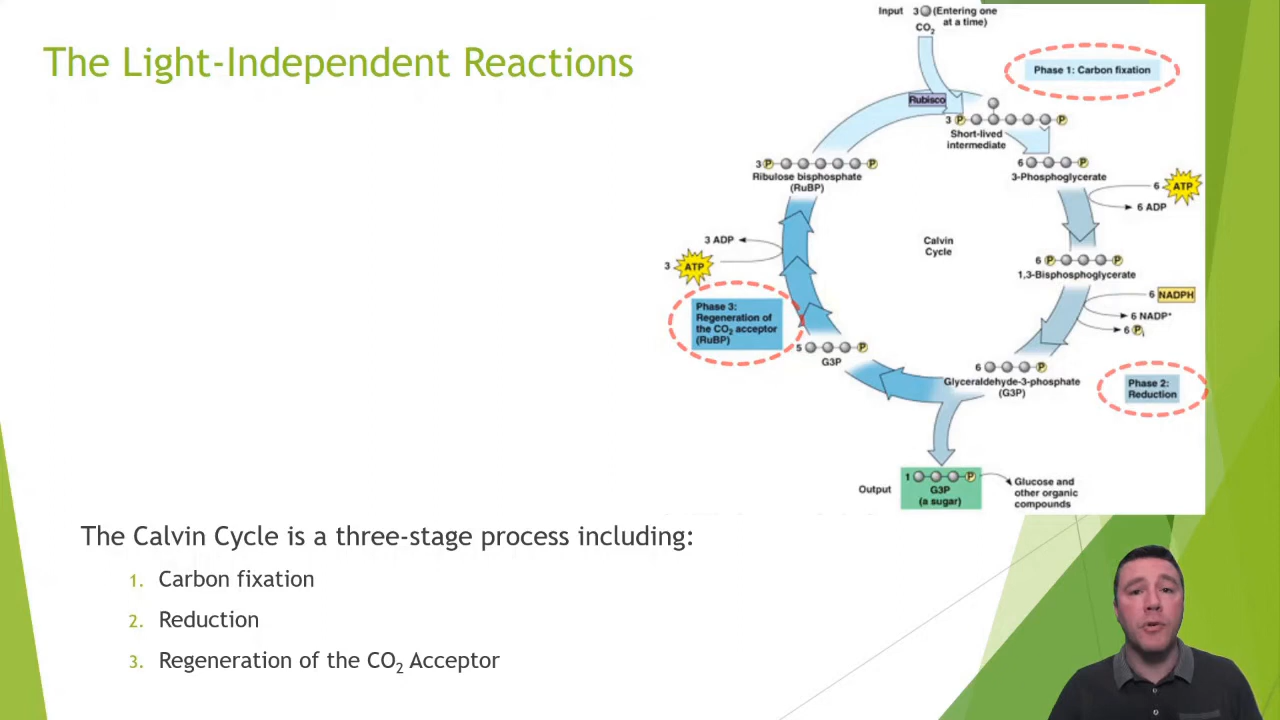 The Light-Independent Reactions
Input 3 (Entering one
at a time)
CO₂
Phase 1: Carbon fixation
Rubisco
3 P P
Short-lived
intermediate
3 P P
Ribulose bisphosphate
(RuBP)
6 P
3-Phosphoglycerate
6 ATP
6 ADP
Calvin
Cycle
3 ADP
3 ATP
6 P P
1,3-Bisphosphoglycerate
6 NADPH
6 NADP⁺
6 Pᵢ
Phase 3:
Regeneration of
the CO₂ acceptor
(RuBP)
5 P
G3P
6 P
Glyceraldehyde-3-phosphate
(G3P)
Phase 2:
Reduction
Output
1 P
G3P
(a sugar)
Glucose and
other organic
compounds
The Calvin Cycle is a three-stage process including:
1. Carbon fixation
2. Reduction
3. Regeneration of the CO₂ Acceptor